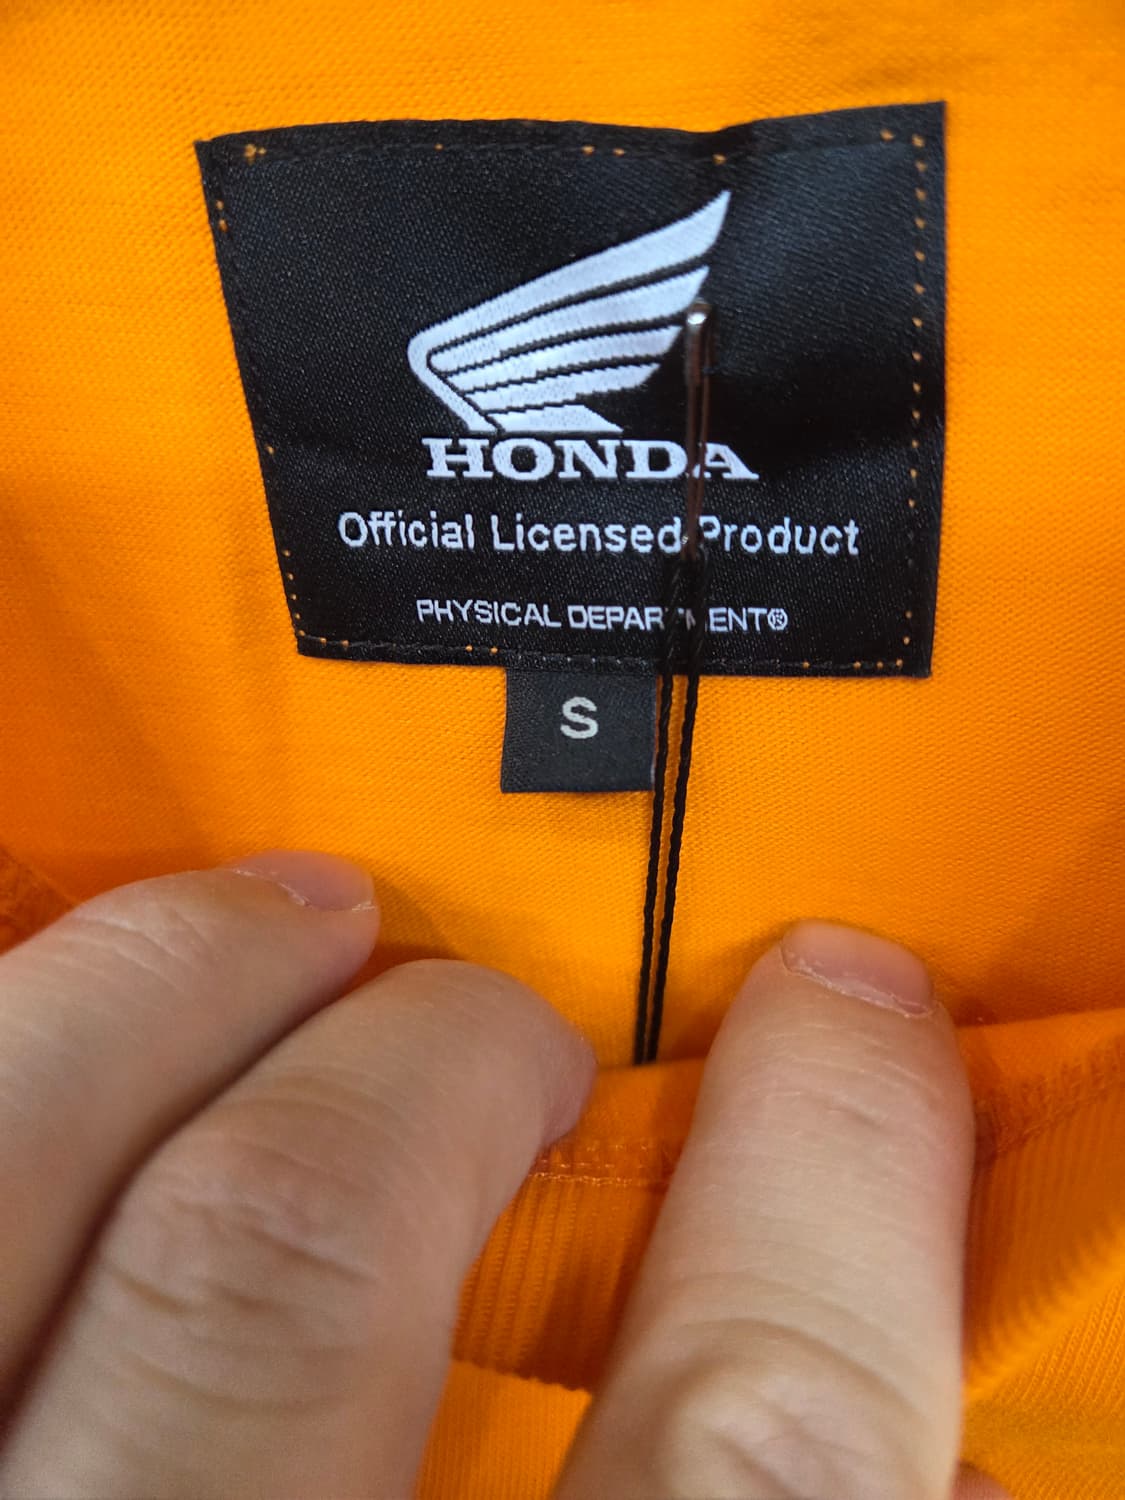 HONDA
Official Licensed Product
PHYSICAL DEPARTMENT®
S